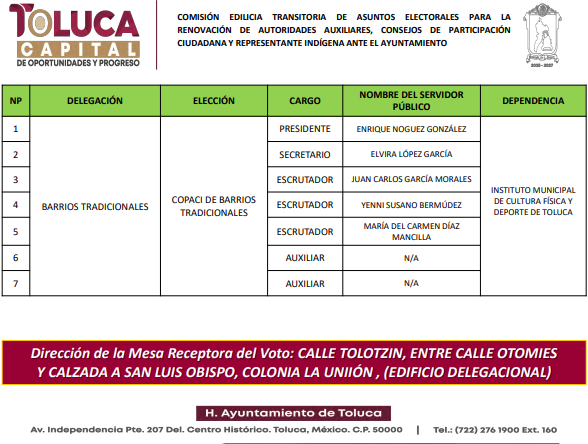 TOLUCA
CAPITAL
DE OPORTUNIDADES Y PROGRESO
COMISIÓN EDILICIA TRANSITORIA DE ASUNTOS ELECTORALES PARA LA
RENOVACIÓN DE AUTORIDADES AUXILIARES, CONSEJOS DE PARTICIPACIÓN
CIUDADANA Y REPRESENTANTE INDÍGENA ANTE EL AYUNTAMIENTO
2025 - 2027
NP DELEGACIÓN ELECCIÓN CARGO NOMBRE DEL SERVIDOR PÚBLICO DEPENDENCIA
1 PRESIDENTE ENRIQUE NOGUEZ GONZÁLEZ
2 SECRETARIO ELVIRA LÓPEZ GARCÍA
3 ESCRUTADOR JUAN CARLOS GARCÍA MORALES
4 BARRIOS TRADICIONALES COPACI DE BARRIOS TRADICIONALES ESCRUTADOR YENNI SUSANO BERMÚDEZ INSTITUTO MUNICIPAL DE CULTURA FÍSICA Y DEPORTE DE TOLUCA
5 ESCRUTADOR MARÍA DEL CARMEN DÍAZ MANCILLA
6 AUXILIAR N/A
7 AUXILIAR N/A
Dirección de la Mesa Receptora del Voto: CALLE TOLOTZIN, ENTRE CALLE OTOMIES
Y CALZADA A SAN LUIS OBISPO, COLONIA LA UNIIÓN , (EDIFICIO DELEGACIONAL)
H. Ayuntamiento de Toluca
Av. Independencia Pte. 207 Del. Centro Histórico. Toluca, México. C.P. 50000 | Tel.: (722) 276 1900 Ext. 160